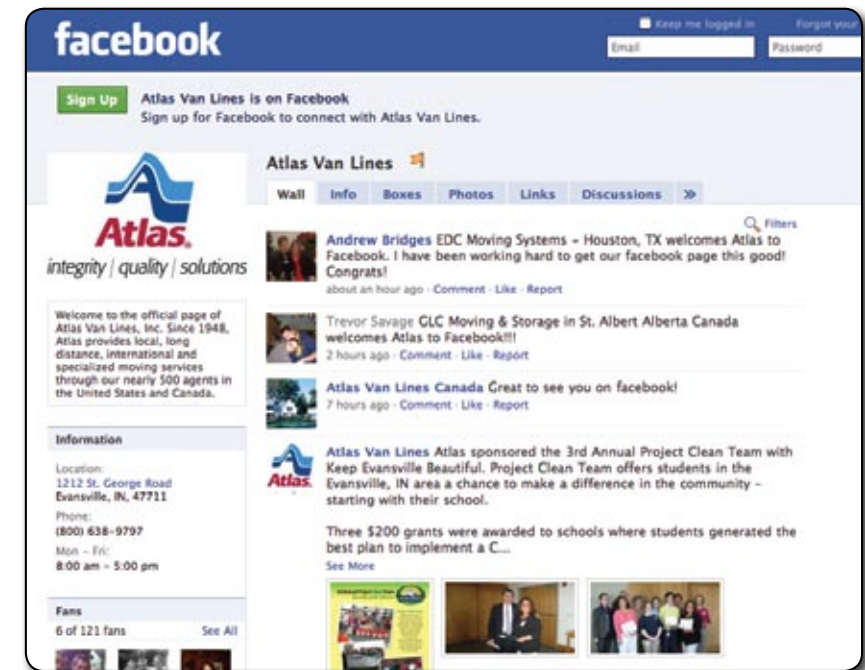 facebook
Keep me logged in
Forgot your
Email
Password
Sign Up
Atlas Van Lines is on Facebook
Sign up for Facebook to connect with Atlas Van Lines.
Atlas Van Lines
Wall Info Boxes Photos Links Discussions »
Filters
Atlas®
integrity | quality | solutions
Welcome to the official page of
Atlas Van Lines, Inc. Since 1948,
Atlas provides local, long
distance, international and
specialized moving services
through our nearly 500 agents in
the United States and Canada.
Information
Location:
1212 St. George Road
Evansville, IN, 47711
Phone:
(800) 638-9797
Mon - Fri:
8:00 am - 5:00 pm
Fans
6 of 121 fans
See All
Andrew Bridges EDC Moving Systems - Houston, TX welcomes Atlas to
Facebook. I have been working hard to get our facebook page this good!
Congrats!
about an hour ago · Comment · Like · Report
Trevor Savage GLC Moving & Storage in St. Albert Alberta Canada
welcomes Atlas to Facebook!!!
2 hours ago · Comment · Like · Report
Atlas Van Lines Canada Great to see you on facebook!
7 hours ago · Comment · Like · Report
Atlas
Atlas Van Lines Atlas sponsored the 3rd Annual Project Clean Team with
Keep Evansville Beautiful. Project Clean Team offers students in the
Evansville, IN area a chance to make a difference in the community -
starting with their school.
Three $200 grants were awarded to schools where students generated the
best plan to implement a C...
See More